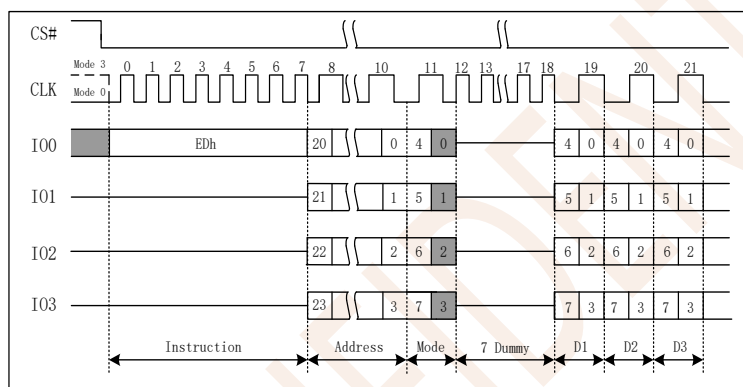 CS#
Mode 3 0 1 2 3 4 5 6 7 8 10 11 12 13 17 18 19 20 21
CLK Mode 0
IO0 EDh 20 0 4 0 4 0 4 0 4 0
IO1 21 1 5 1 5 1 5 1 5 1
IO2 22 2 6 2 6 2 6 2 6 2
IO3 23 3 7 3 7 3 7 3 7 3
Instruction Address Mode 7 Dummy D1 D2 D3